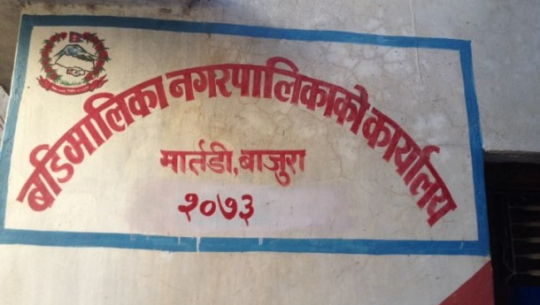 बडिमालिका नगरपालिकाको कार्यालय
मार्तडी, बाजुरा
२०७३